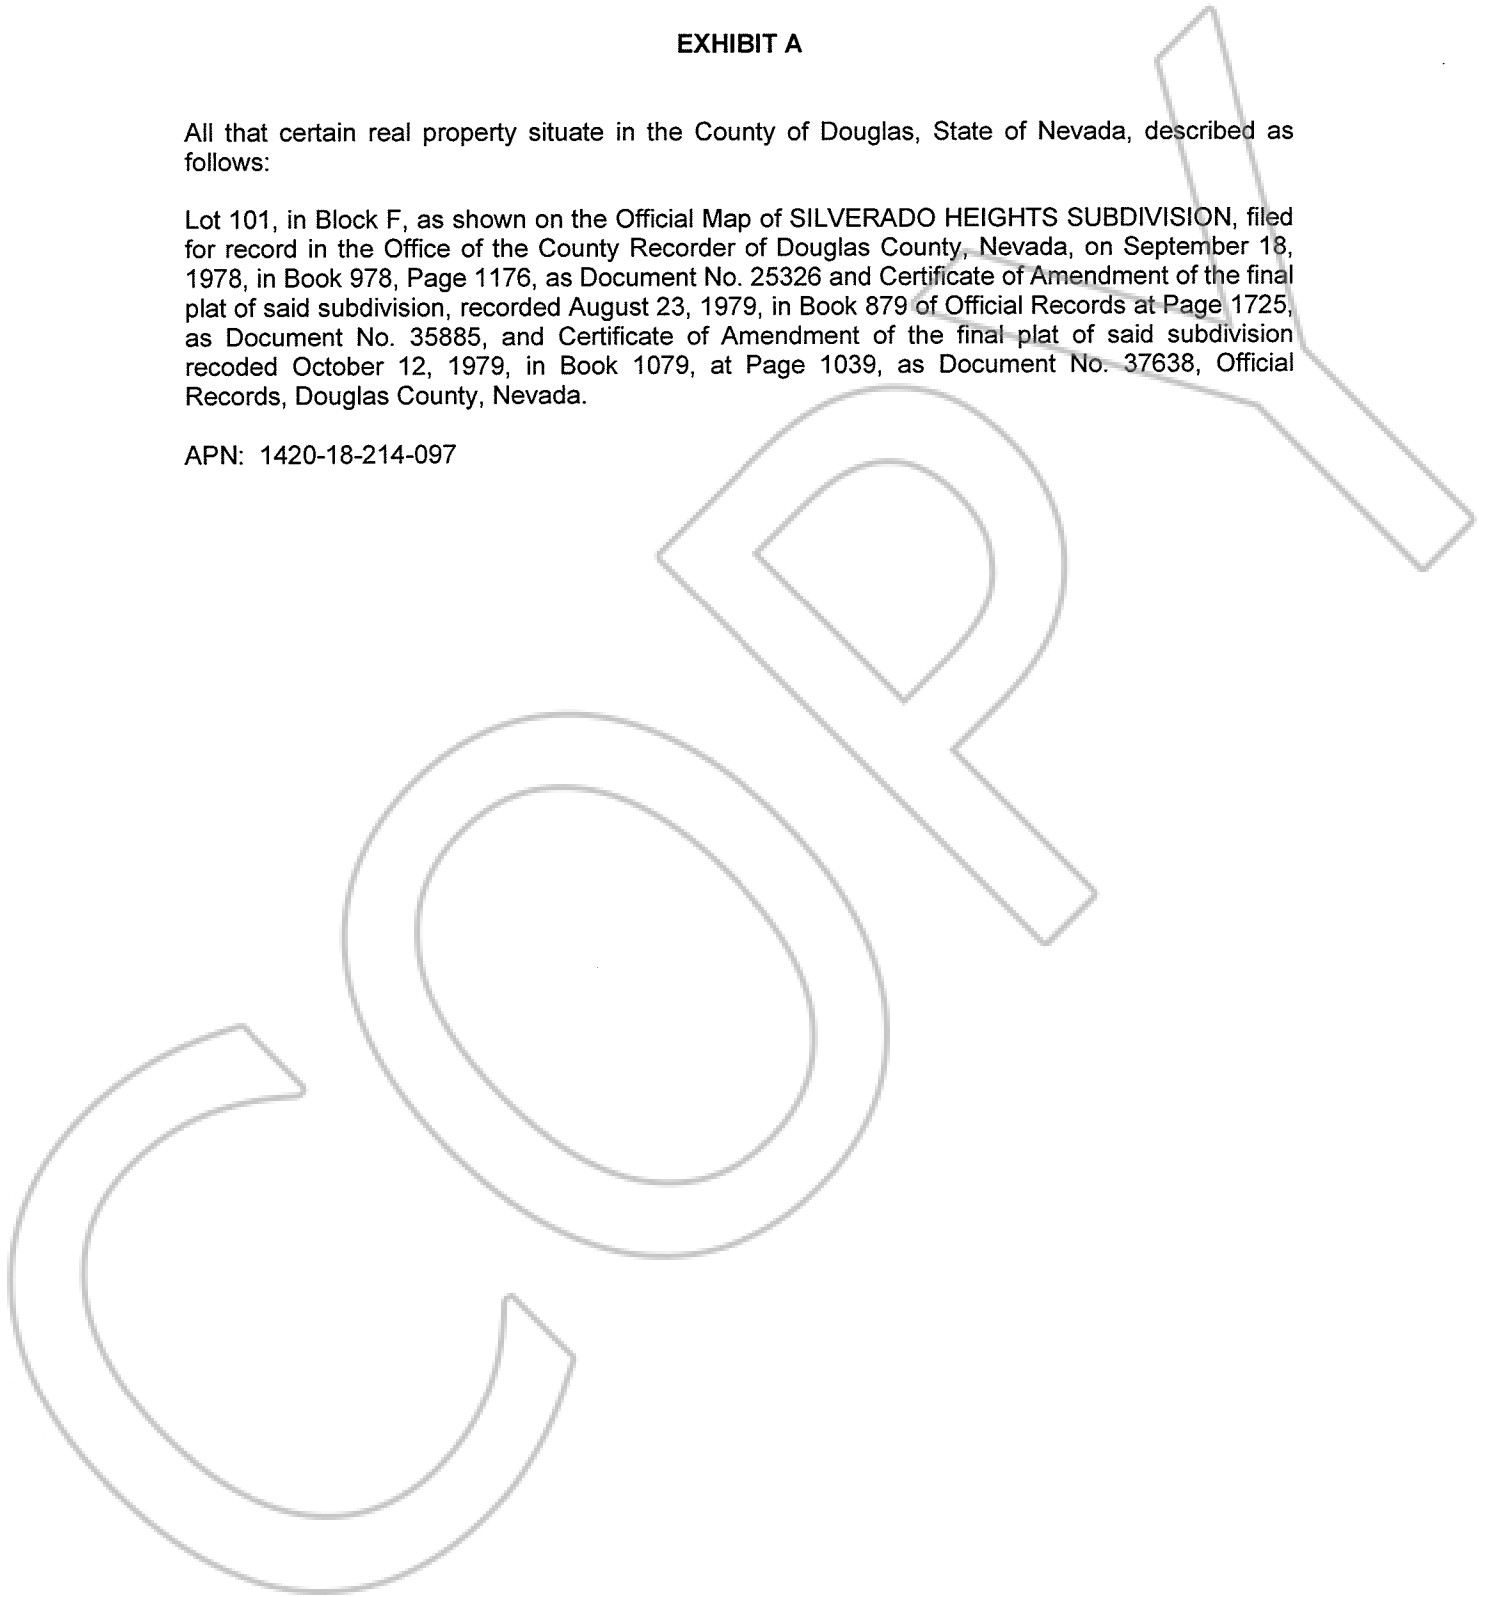 EXHIBIT A
All that certain real property situate in the County of Douglas, State of Nevada, described as
follows:
Lot 101, in Block F, as shown on the Official Map of SILVERADO HEIGHTS SUBDIVISION, filed
for record in the Office of the County Recorder of Douglas County, Nevada, on September 18,
1978, in Book 978, Page 1176, as Document No. 25326 and Certificate of Amendment of the final
plat of said subdivision, recorded August 23, 1979, in Book 879 of Official Records at Page 1725,
as Document No. 35885, and Certificate of Amendment of the final plat of said subdivision
recoded October 12, 1979, in Book 1079, at Page 1039, as Document No. 37638, Official
Records, Douglas County, Nevada.
APN: 1420-18-214-097
COPY